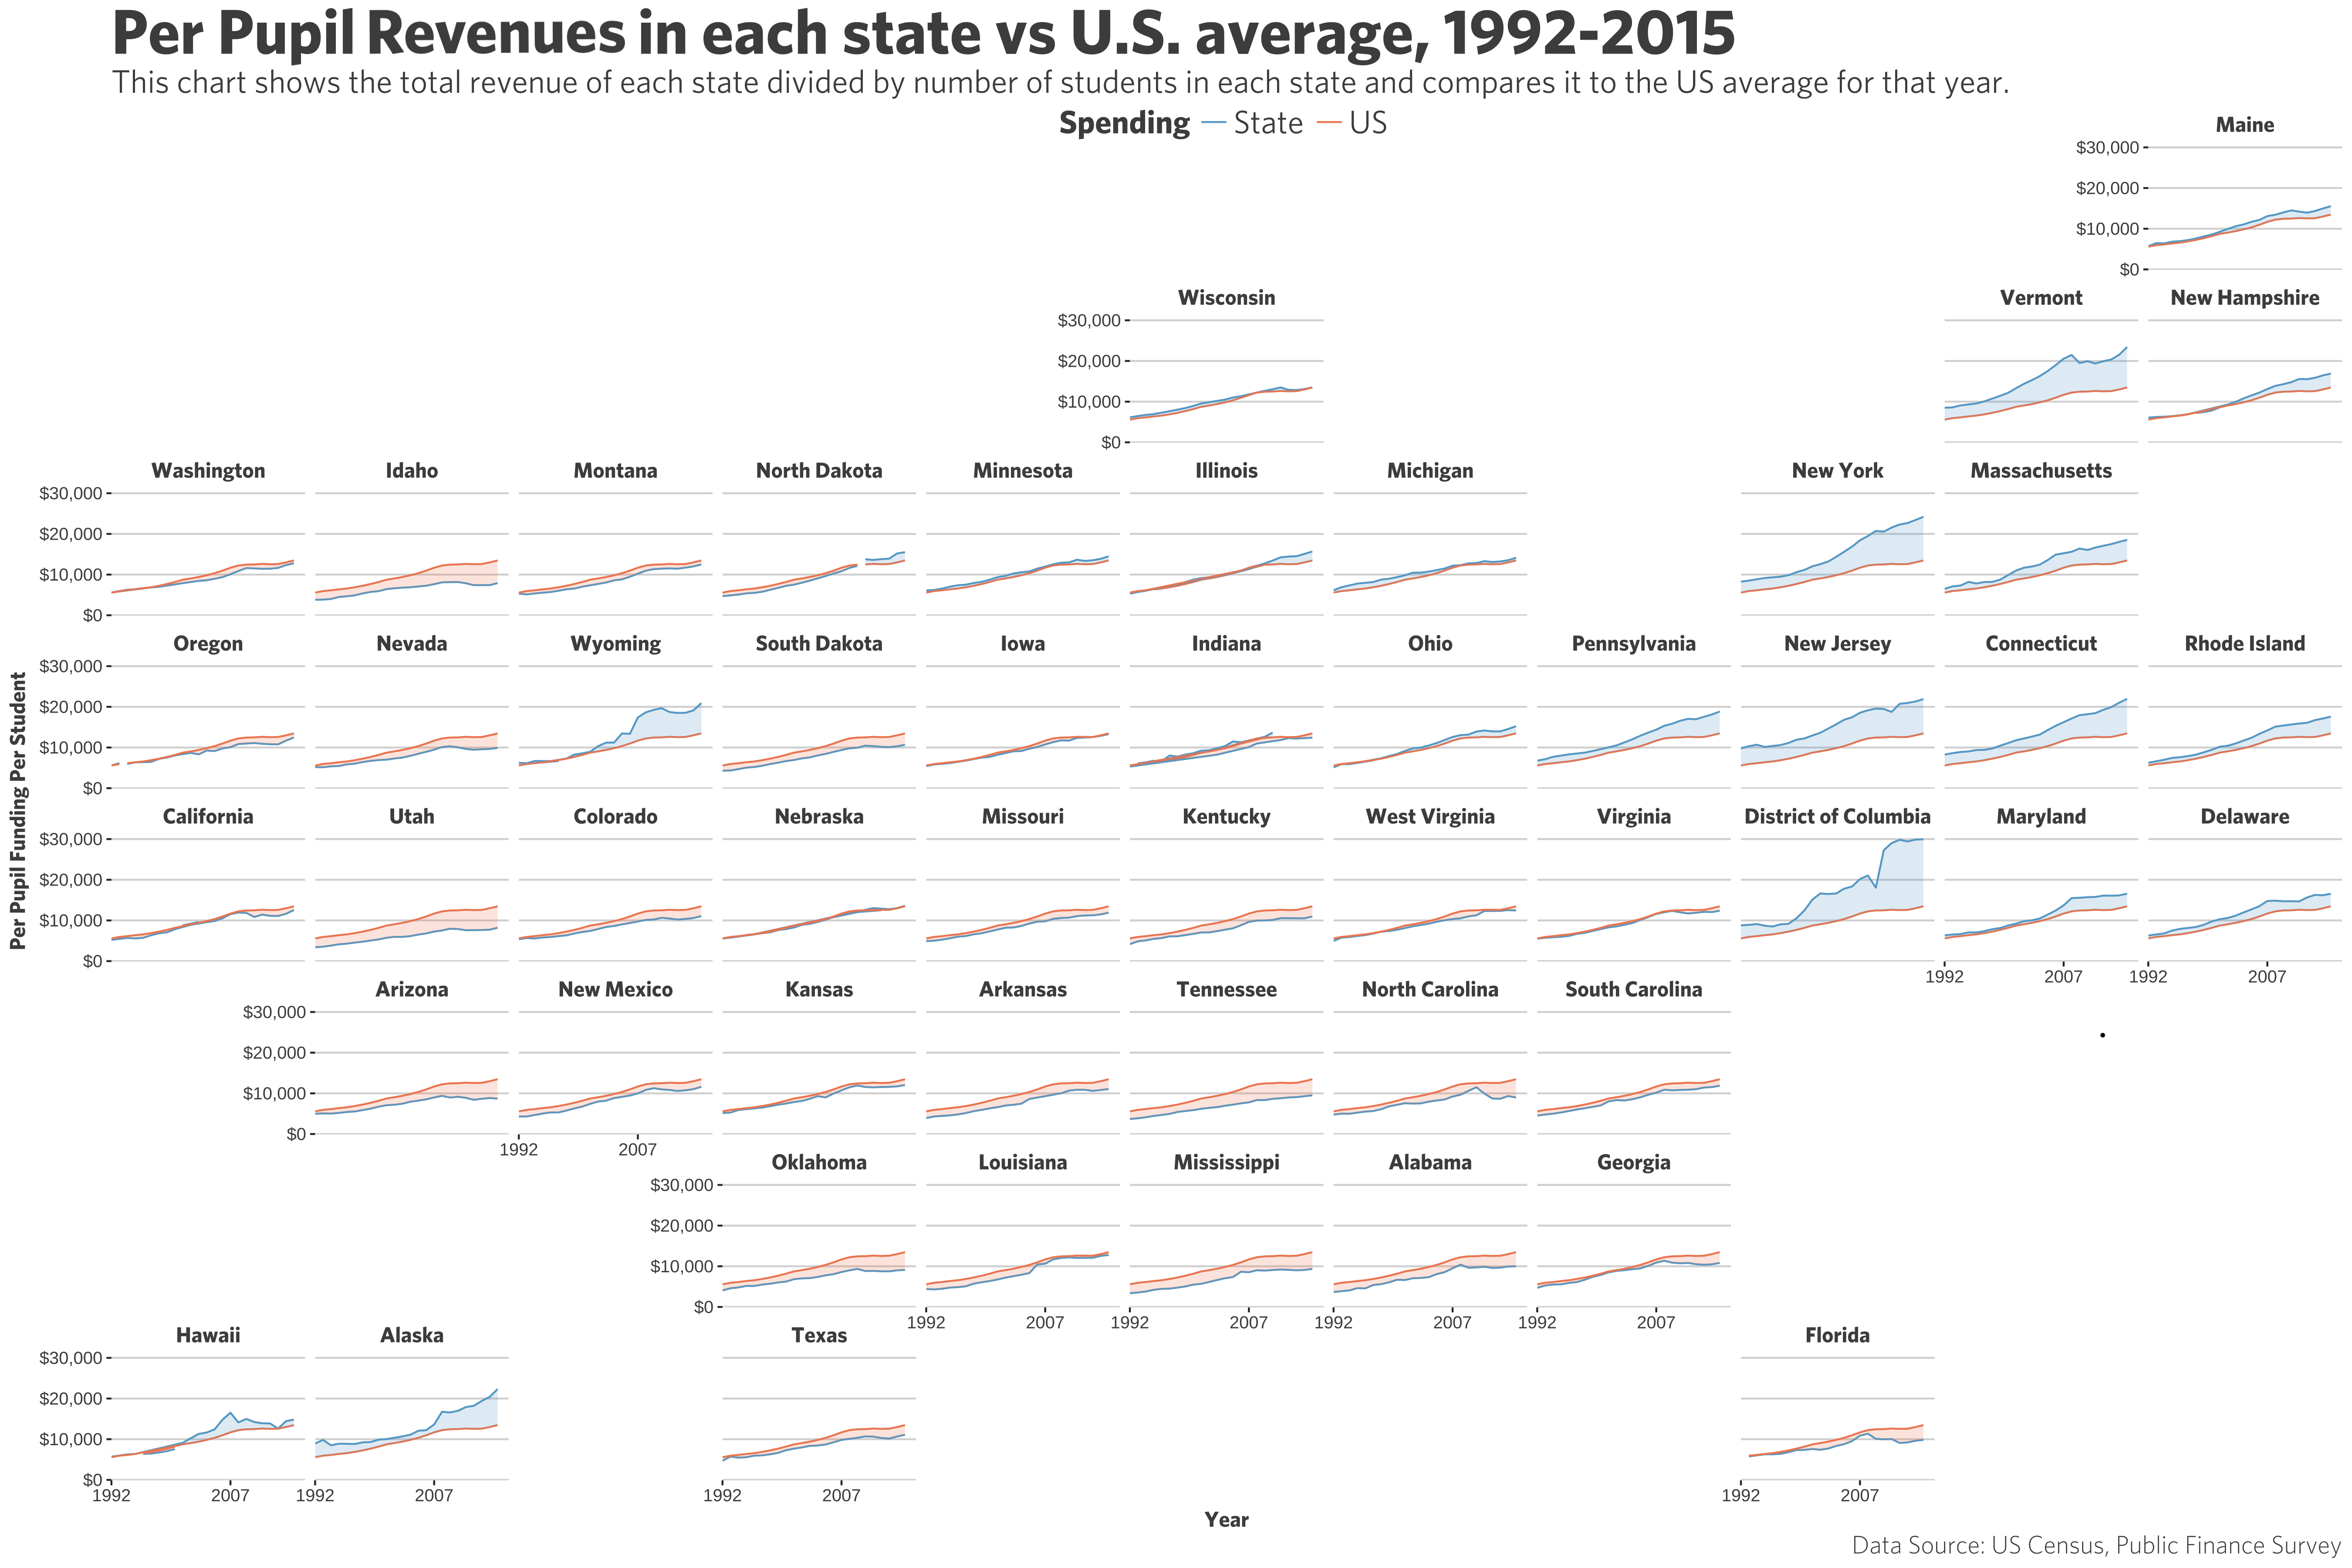 Per Pupil Revenues in each state vs U.S. average, 1992-2015
This chart shows the total revenue of each state divided by number of students in each state and compares it to the US average for that year.
Spending State US
Maine
$30,000
$20,000
$10,000
$0
Wisconsin Vermont New Hampshire
$30,000
$20,000
$10,000
$0
Washington Idaho Montana North Dakota Minnesota Illinois Michigan New York Massachusetts
$30,000
$20,000
$10,000
$0
Oregon Nevada Wyoming South Dakota Iowa Indiana Ohio Pennsylvania New Jersey Connecticut Rhode Island
$30,000
$20,000
$10,000
$0
Per Pupil Funding Per Student
California Utah Colorado Nebraska Missouri Kentucky West Virginia Virginia District of Columbia Maryland Delaware
$30,000
$20,000
$10,000
$0
1992 2007 1992 2007
Arizona New Mexico Kansas Arkansas Tennessee North Carolina South Carolina
$30,000
$20,000
$10,000
$0
1992 2007
Oklahoma Louisiana Mississippi Alabama Georgia
$30,000
$20,000
$10,000
$0
1992 2007 1992 2007 1992 2007 1992 2007
Hawaii Alaska Texas Florida
$30,000
$20,000
$10,000
$0
1992 2007 1992 2007 1992 2007 1992 2007
Year
Data Source: US Census, Public Finance Survey